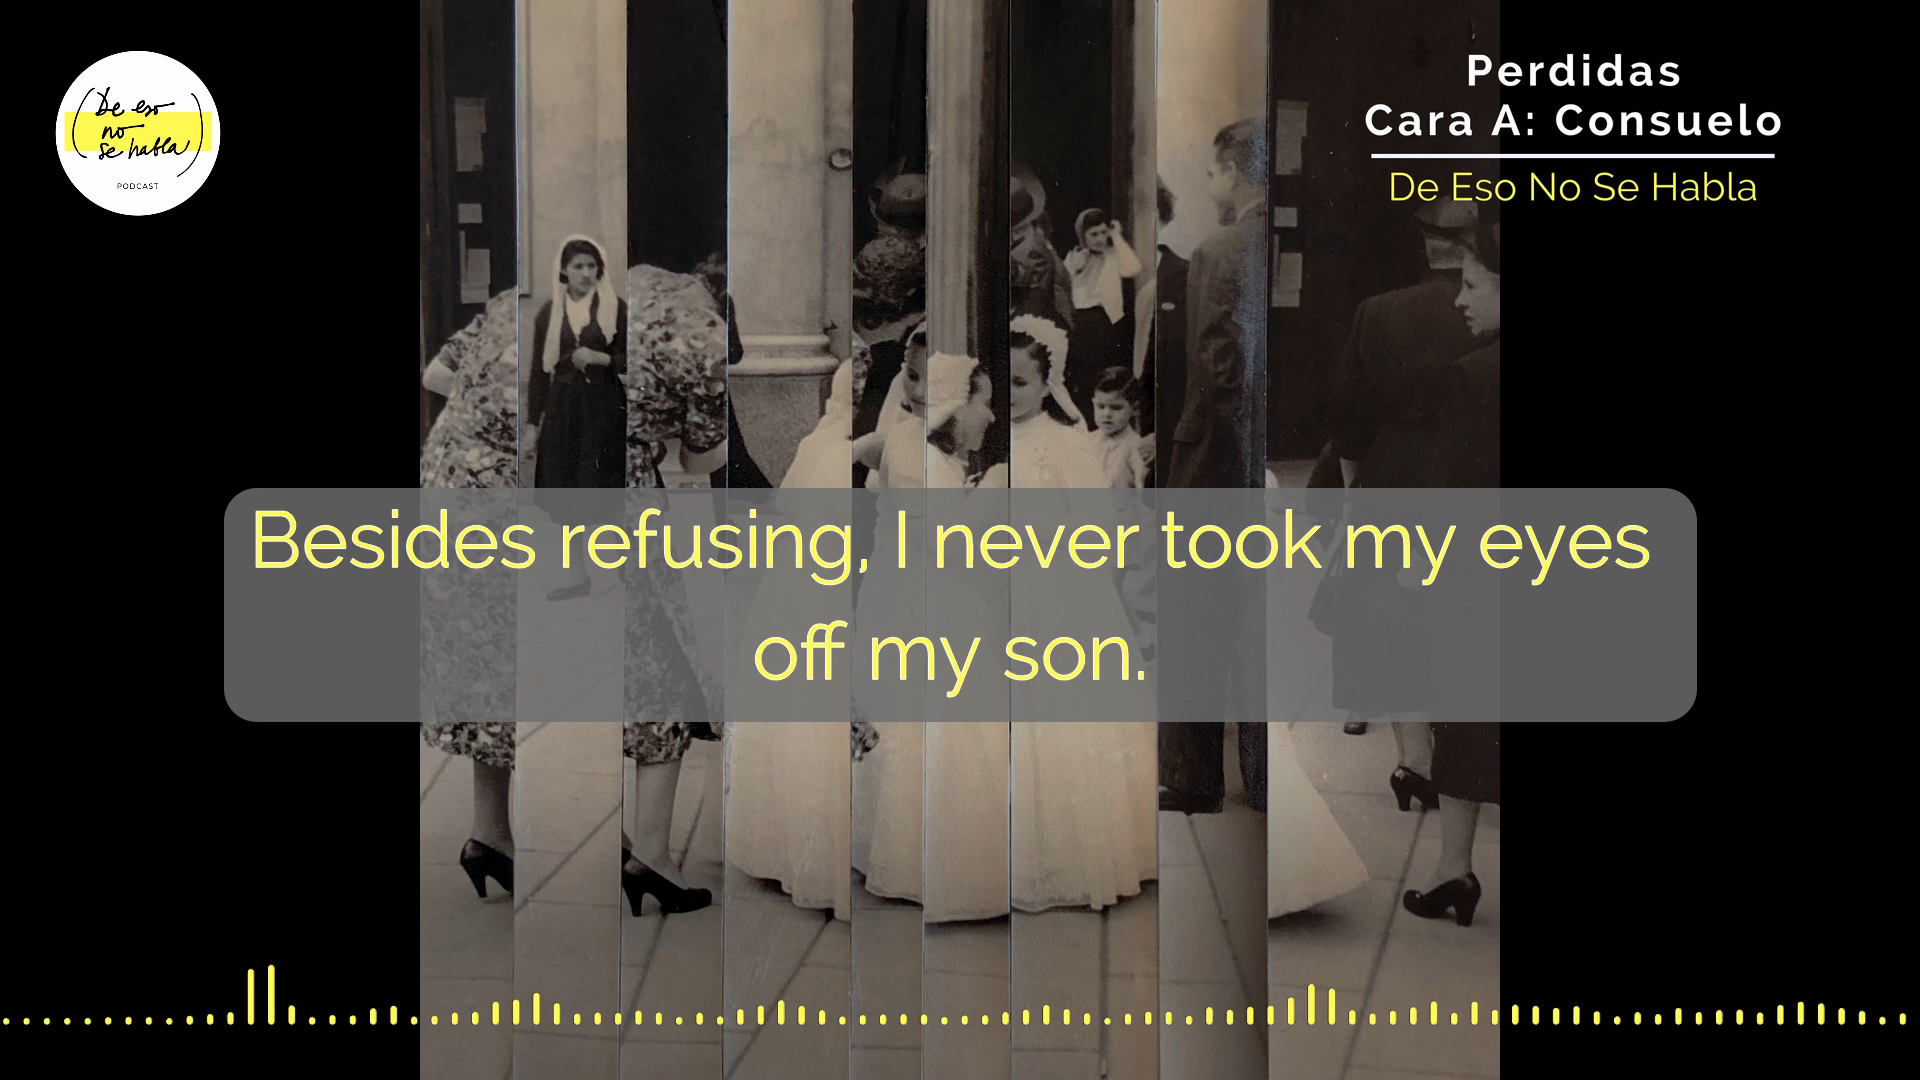 (De eso
no
se habla)
PODCAST
Perdidas
Cara A: Consuelo
De Eso No Se Habla
Besides refusing, I never took my eyes
off my son.